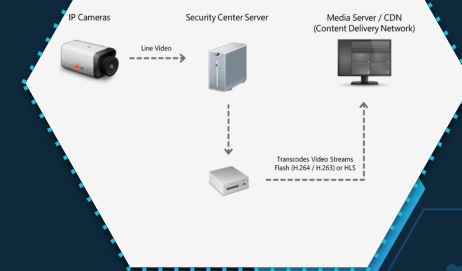 IP Cameras
Security Center Server
Media Server / CDN
(Content Delivery Network)
Line Video
Transcodes Video Streams
Flash (H.264 / H.263) or HLS